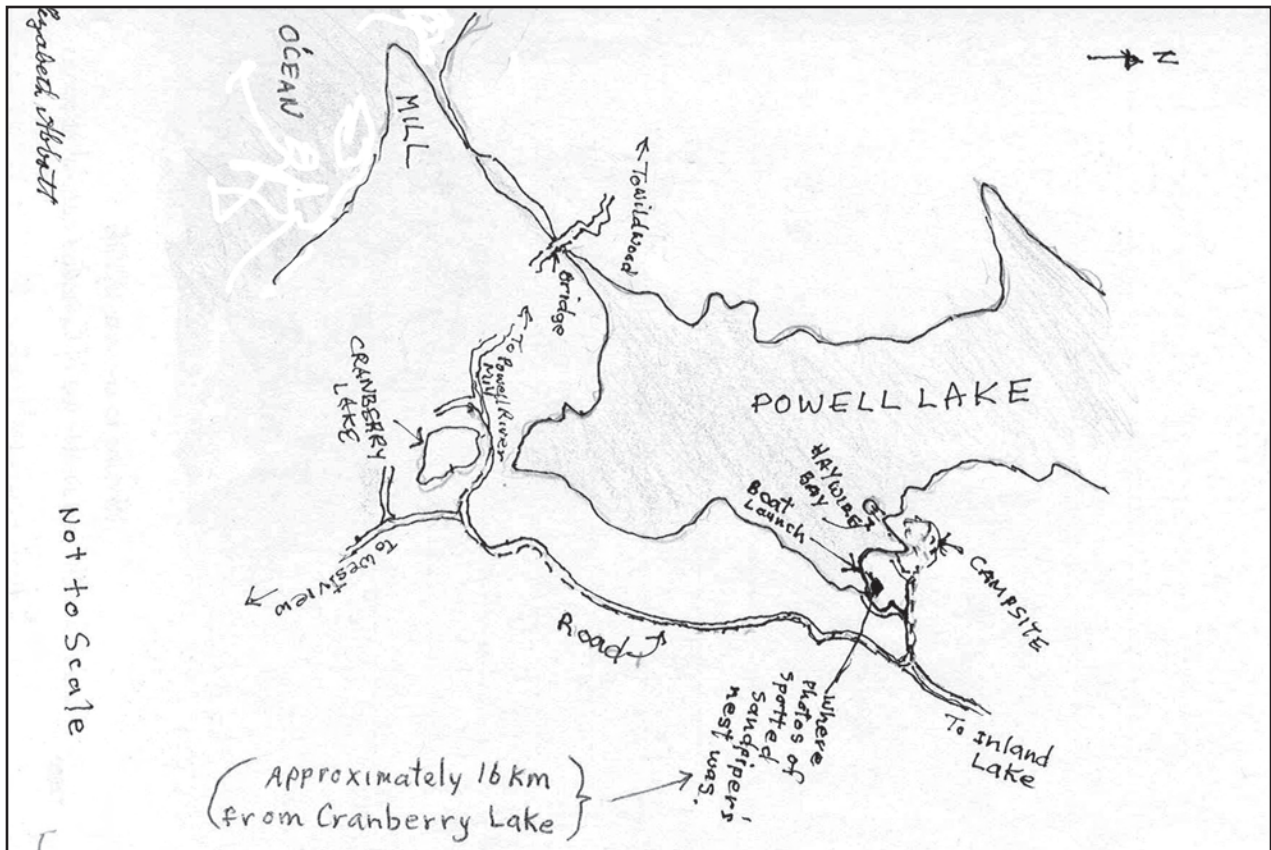 Elizabeth Abbott
OCEAN
MILL
N
To Wildwood
Bridge
To Powell River
Mill
CRANBERRY
LAKE
POWELL LAKE
HAYWIRE
BAY
Boat
Launch
CAMPSITE
To Westview
Road
Not to Scale
Where
Photos of
spotted
sandpipers'
nest was.
To Inland
Lake
(Approximately 16 Km
from Cranberry Lake)